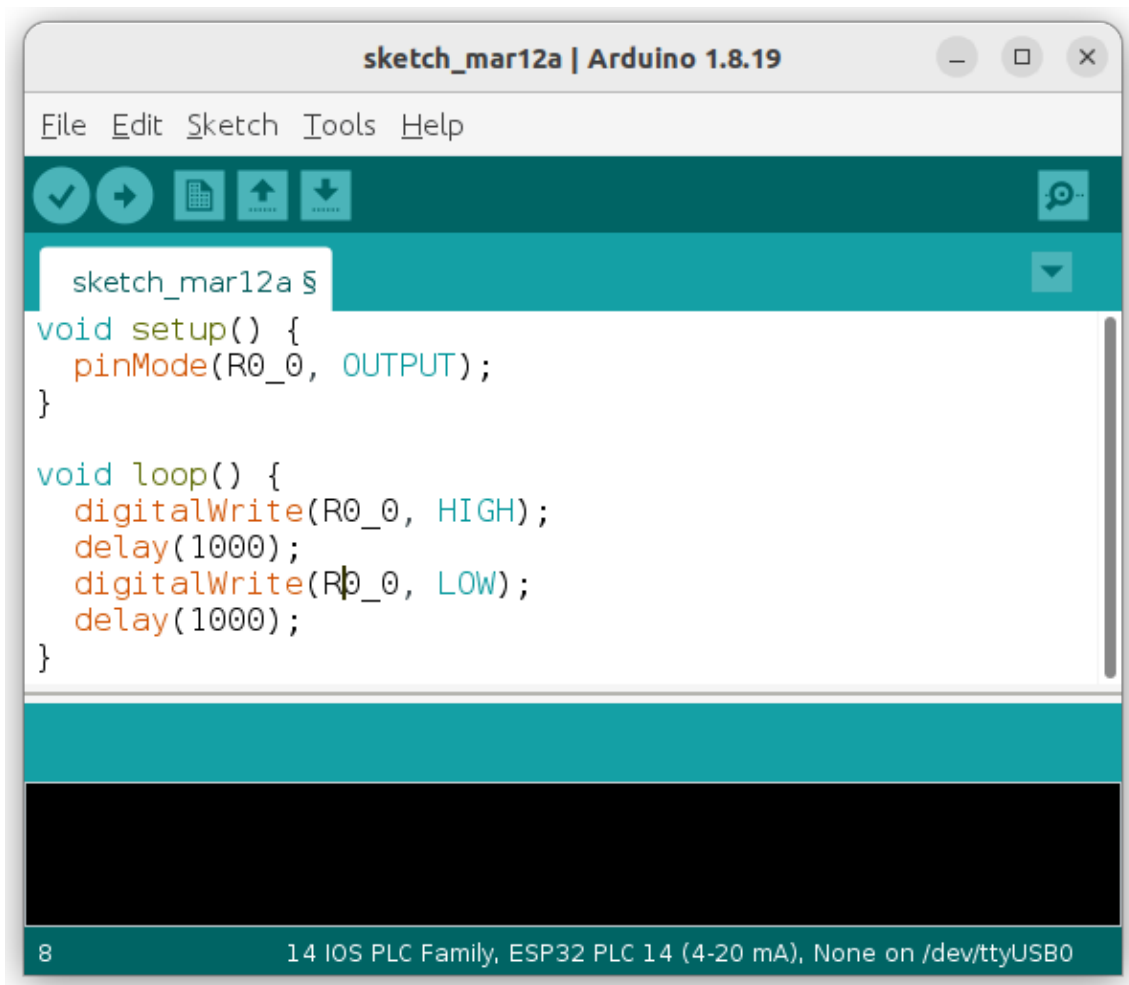 sketch_mar12a | Arduino 1.8.19
File Edit Sketch Tools Help
sketch_mar12a §
void setup() {
  pinMode(R0_0, OUTPUT);
}
void loop() {
  digitalWrite(R0_0, HIGH);
  delay(1000);
  digitalWrite(R0_0, LOW);
  delay(1000);
}
8 14 IOS PLC Family, ESP32 PLC 14 (4-20 mA), None on /dev/ttyUSB0